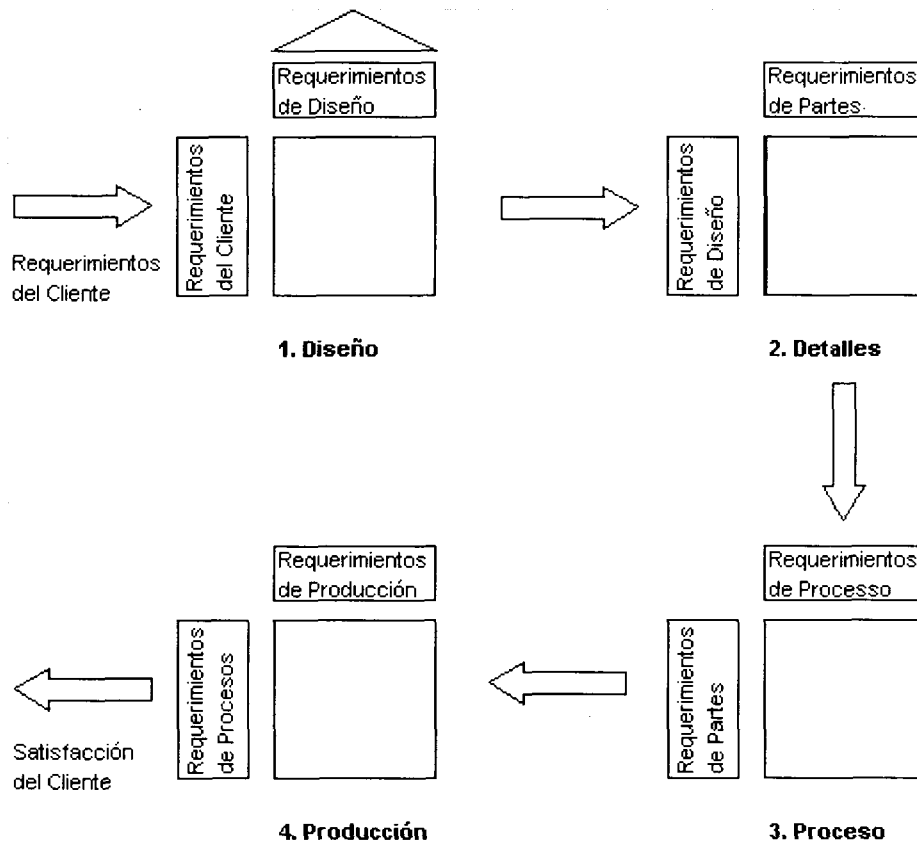 Requerimientos
de Diseño
Requerimientos
del Cliente
Requerimientos
del Cliente
1. Diseño
Requerimientos
de Partes
Requerimientos
de Diseño
2. Detalles
Requerimientos
de Processo
Requerimientos
de Partes
3. Proceso
Requerimientos
de Producción
Requerimientos
de Procesos
4. Producción
Satisfacción
del Cliente